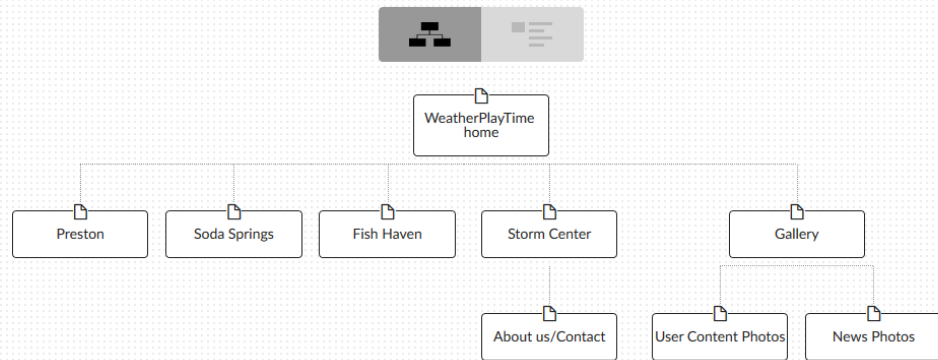 WeatherPlayTime
home
Preston
Soda Springs
Fish Haven
Storm Center
Gallery
About us/Contact
User Content Photos
News Photos